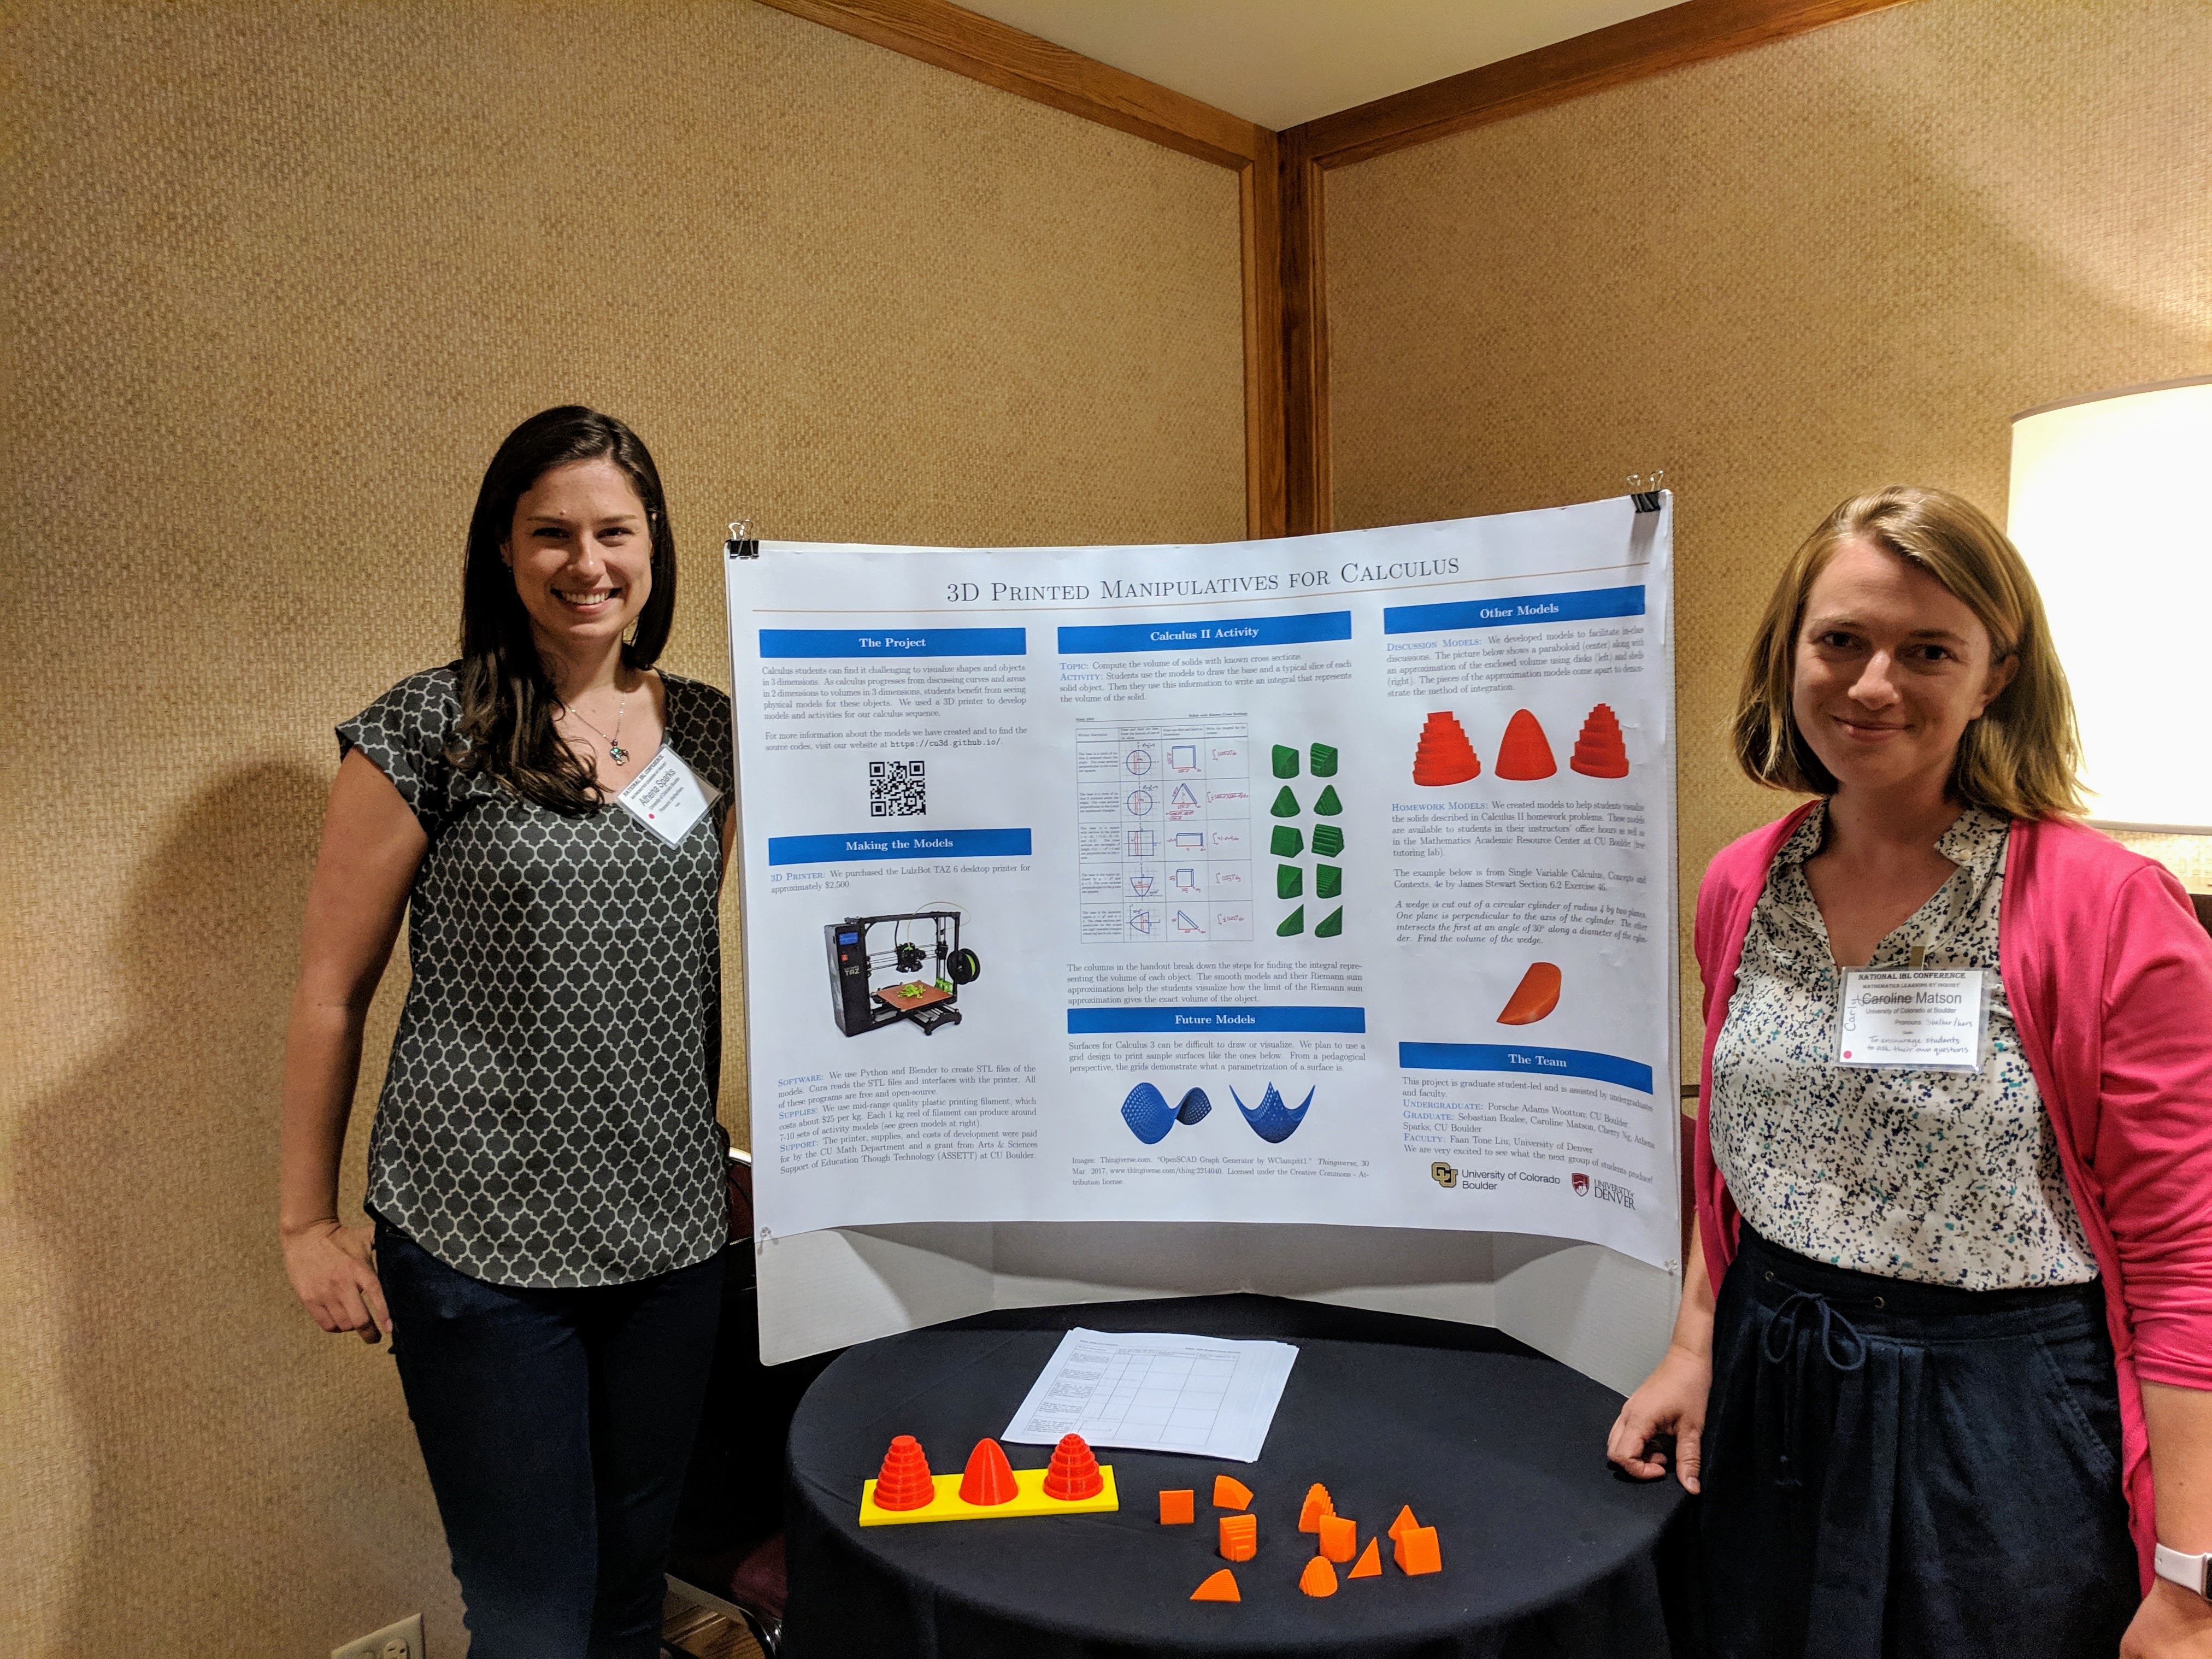 3D Printed Manipulatives for Calculus
The Project
Calculus students can find it challenging to visualize shapes and objects
in 3 dimensions. As calculus progresses from discussing curves and areas
in 2 dimensions to volumes in 3 dimensions, students benefit from seeing
physical models for these objects. We used a 3D printer to develop
models and activities for our calculus sequence.
For more information about the models we have created and to find the
source codes, visit our website at https://cu3d.github.io/
Making the Models
3D Printer: We purchased the LulzBot TAZ 6 desktop printer for
approximately $2,500.
TAZ
Software: We use Python and Blender to create STL files of the
models. Cura reads the STL files and interfaces with the printer. All
of these programs are free and open-source.
Supplies: We use mid-range quality plastic printing filament, which
costs about $25 per kg. Each 1 kg reel of filament can produce around
7-10 sets of activity models (see green models at right).
Support: The printer, supplies, and costs of development were paid
for by the CU Math Department and a grant from Arts & Sciences
Support of Education Though Technology (ASSETT) at CU Boulder.
Calculus II Activity
Topic: Compute the volume of solids with known cross sections.
Activity: Students use the models to draw the base and a typical slice of each
solid object. Then they use this information to write an integral that represents
the volume of the solid.
The columns in the handout break down the steps for finding the integral repre-
senting the volume of each object. The smooth models and their Riemann sum
approximations help the students visualize how the limit of the Riemann sum
approximation gives the exact volume of the object.
Future Models
Surfaces for Calculus 3 can be difficult to draw or visualize. We plan to use a
grid design to print sample surfaces like the ones below. From a pedagogical
perspective, the grids demonstrate what a parametrization of a surface is.
Images: Thingiverse.com. "OpenSCAD Graph Generator by WChampitt1." Thingiverse, 30
Mar. 2017, www.thingiverse.com/thing:2214040. Licensed under the Creative Commons - At-
tribution license.
Other Models
Discussion Models: We developed models to facilitate in-class
discussions. The picture below shows a paraboloid (center) along with
an approximation of the enclosed volume using disks (left) and shells
(right). The pieces of the approximation models come apart to demon-
strate the method of integration.
Homework Models: We created models to help students visualize
the solids described in Calculus II homework problems. These models
are available to students in their instructors' office hours as well as
in the Mathematics Academic Resource Center at CU Boulder (free
tutoring lab).
The example below is from Single Variable Calculus, Concepts and
Contexts, 4e by James Stewart Section 6.2 Exercise 46.
A wedge is cut out of a circular cylinder of radius 4 by two planes.
One plane is perpendicular to the axis of the cylinder. The other
intersects the first at an angle of 30° along a diameter of the cylin-
der. Find the volume of the wedge.
The Team
This project is graduate student-led and is assisted by undergraduates
and faculty.
Undergraduate: Porsche Adams Wootton; CU Boulder
Graduate: Sebastian Bozlee, Caroline Matson, Cherry Ng, Athena
Sparks; CU Boulder
Faculty: Faan Tone Liu, University of Denver
We are very excited to see what the next group of students produce!
CU
University of Colorado
Boulder
UNIVERSITY of
DENVER
NATIONAL IBL CONFERENCE
Athena Sparks
University of Colorado Boulder
NATIONAL IBL CONFERENCE
MATHEMATICS LEARNING BY INQUIRY
Carly
Caroline Matson
University of Colorado at Boulder
Pronouns: She/her/hers
To encourage students
to ask their own questions